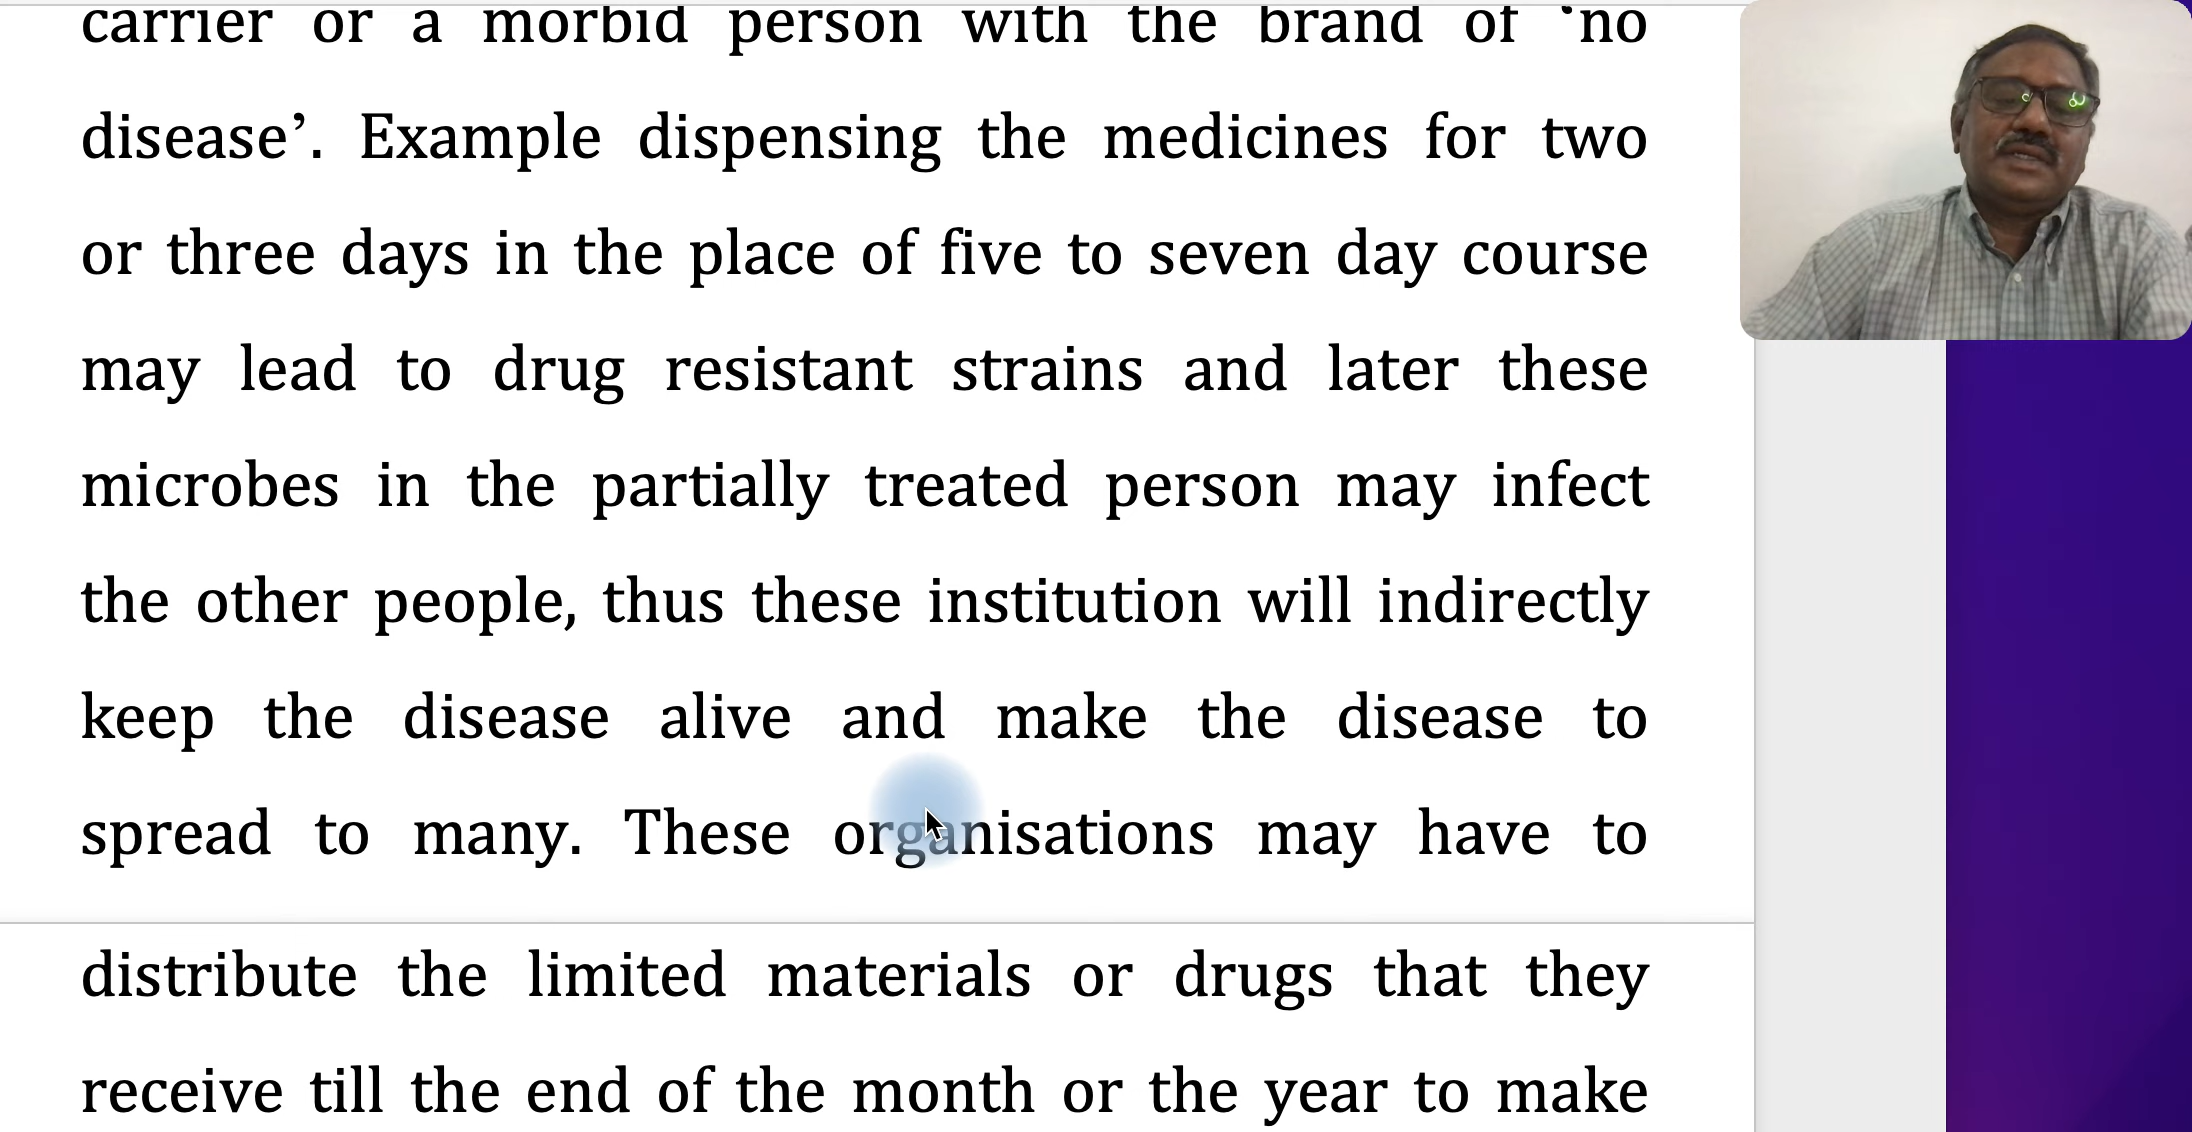 carrier or a morbid person with the brand of ‘no
disease’. Example dispensing the medicines for two
or three days in the place of five to seven day course
may lead to drug resistant strains and later these
microbes in the partially treated person may infect
the other people, thus these institution will indirectly
keep the disease alive and make the disease to
spread to many. These organisations may have to
distribute the limited materials or drugs that they
receive till the end of the month or the year to make